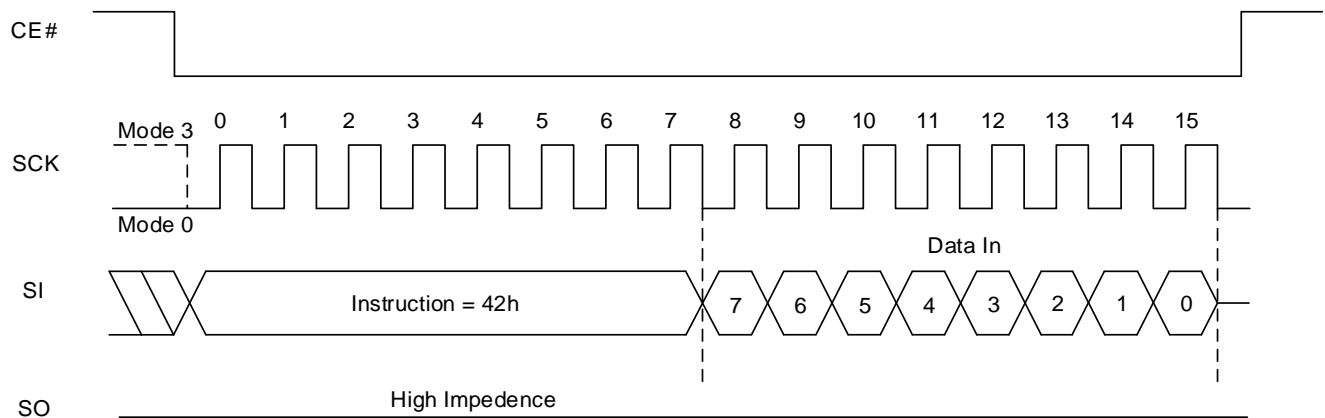 CE#
Mode 3 0 1 2 3 4 5 6 7 8 9 10 11 12 13 14 15
SCK
Mode 0
Data In
SI Instruction = 42h 7 6 5 4 3 2 1 0
High Impedence
SO